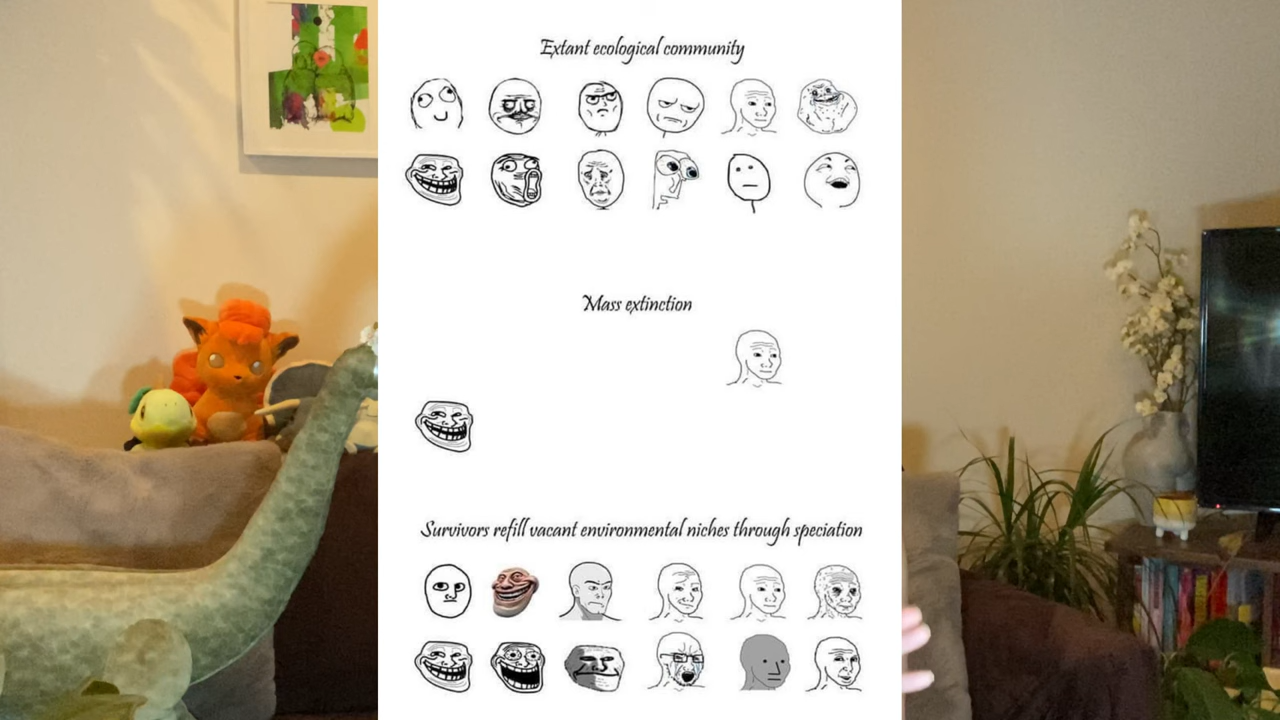 Extant ecological community
Mass extinction
Survivors refill vacant environmental niches through speciation